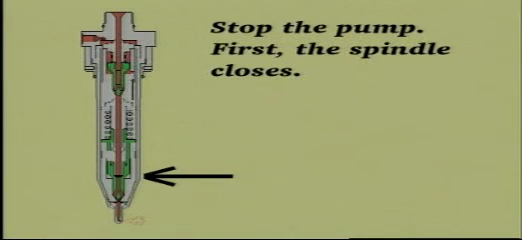 Stop the pump.
First, the spindle
closes.